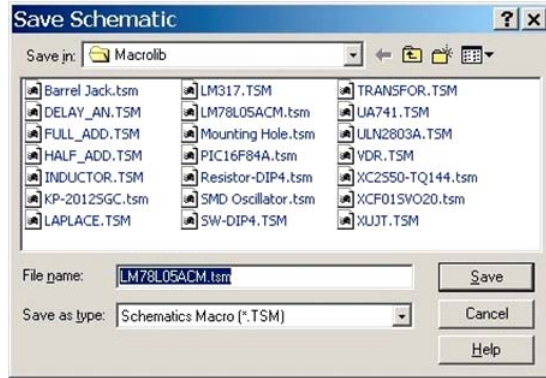 Save Schematic
Save in: Macrolib
Barrel Jack.tsm LM317.TSM TRANSFOR.TSM
DELAY_AN.TSM LM78L05ACM.tsm UA741.TSM
FULL_ADD.TSM Mounting Hole.tsm ULN2803A.TSM
HALF_ADD.TSM PIC16F84A.tsm VDR.TSM
INDUCTOR.TSM Resistor-DIP4.tsm XC2S50-TQ144.tsm
KP-2012SGC.tsm SMD Oscillator.tsm XCF01SVO20.tsm
LAPLACE.TSM SW-DIP4.TSM XUJT.TSM
File name: LM78L05ACM.tsm Save
Save as type: Schematics Macro (*.TSM) Cancel
Help